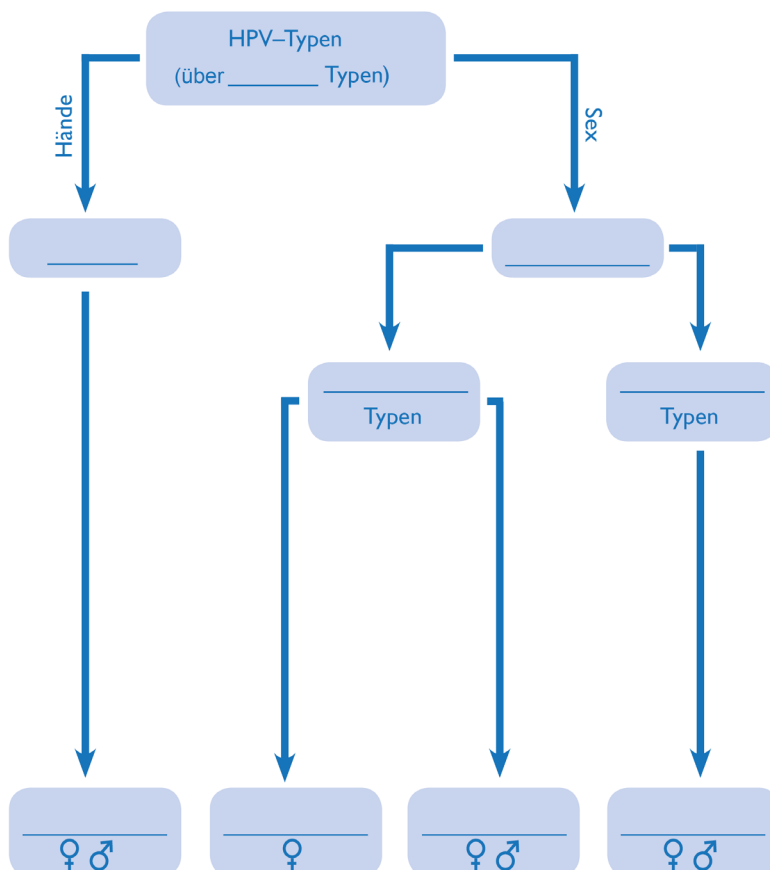 HPV–Typen
(über ________ Typen)
Hände
Sex
Typen
Typen